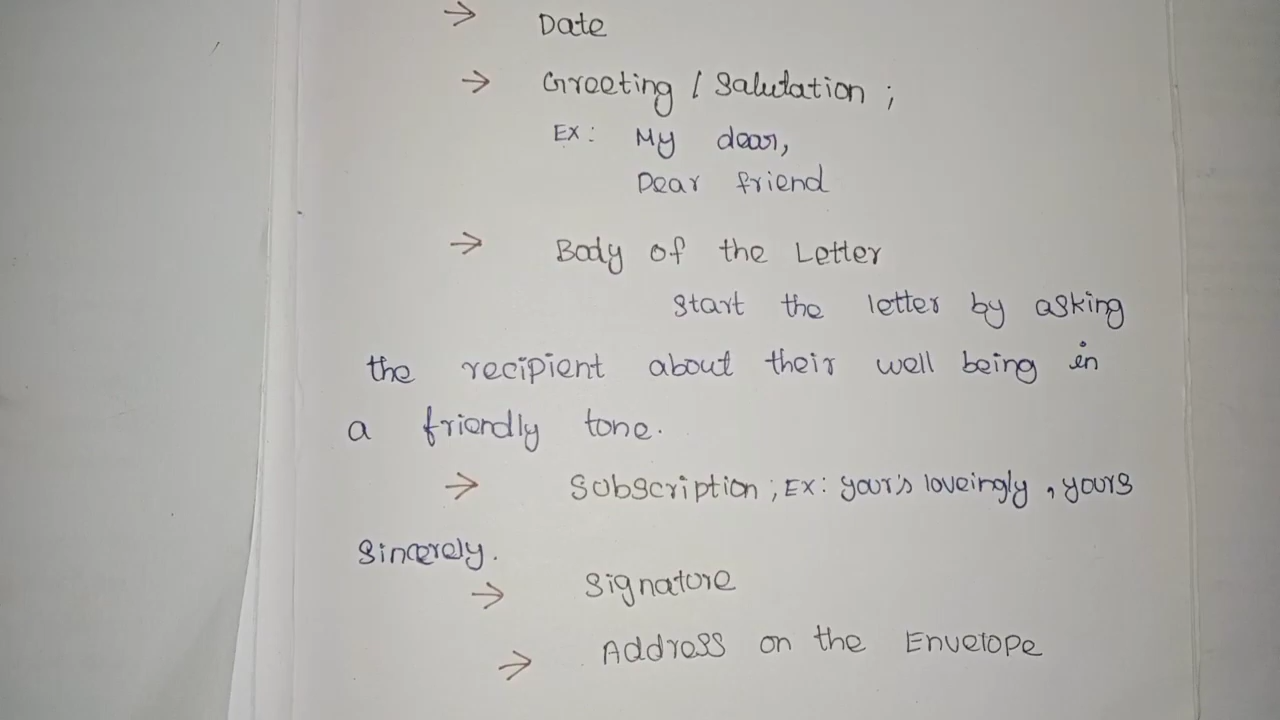 → Date
→ Greeting / Salutation ;
Ex: My dear,
Dear friend
→ Body of the Letter
start the letter by asking
the recipient about their well being in
a friendly tone.
→ Subscription ; Ex: your's loveingly, yours
Sincerely.
→ Signature
→ Address on the Envelope